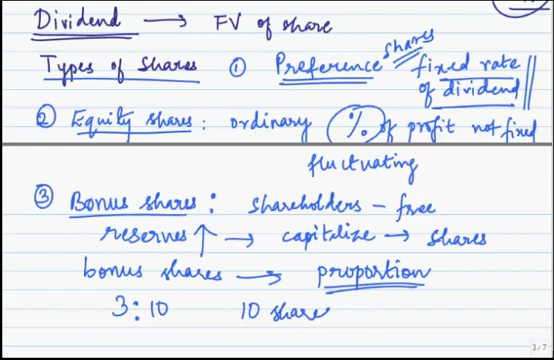 Dividend → FV of share
Types of shares ① Preference shares fixed rate
of dividend
② Equity shares : ordinary % of profit not fixed
fluctuating
③ Bonus shares : shareholders - free
reserves ↑ → capitalize → shares
bonus shares → proportion
3:10 10 share
3/7